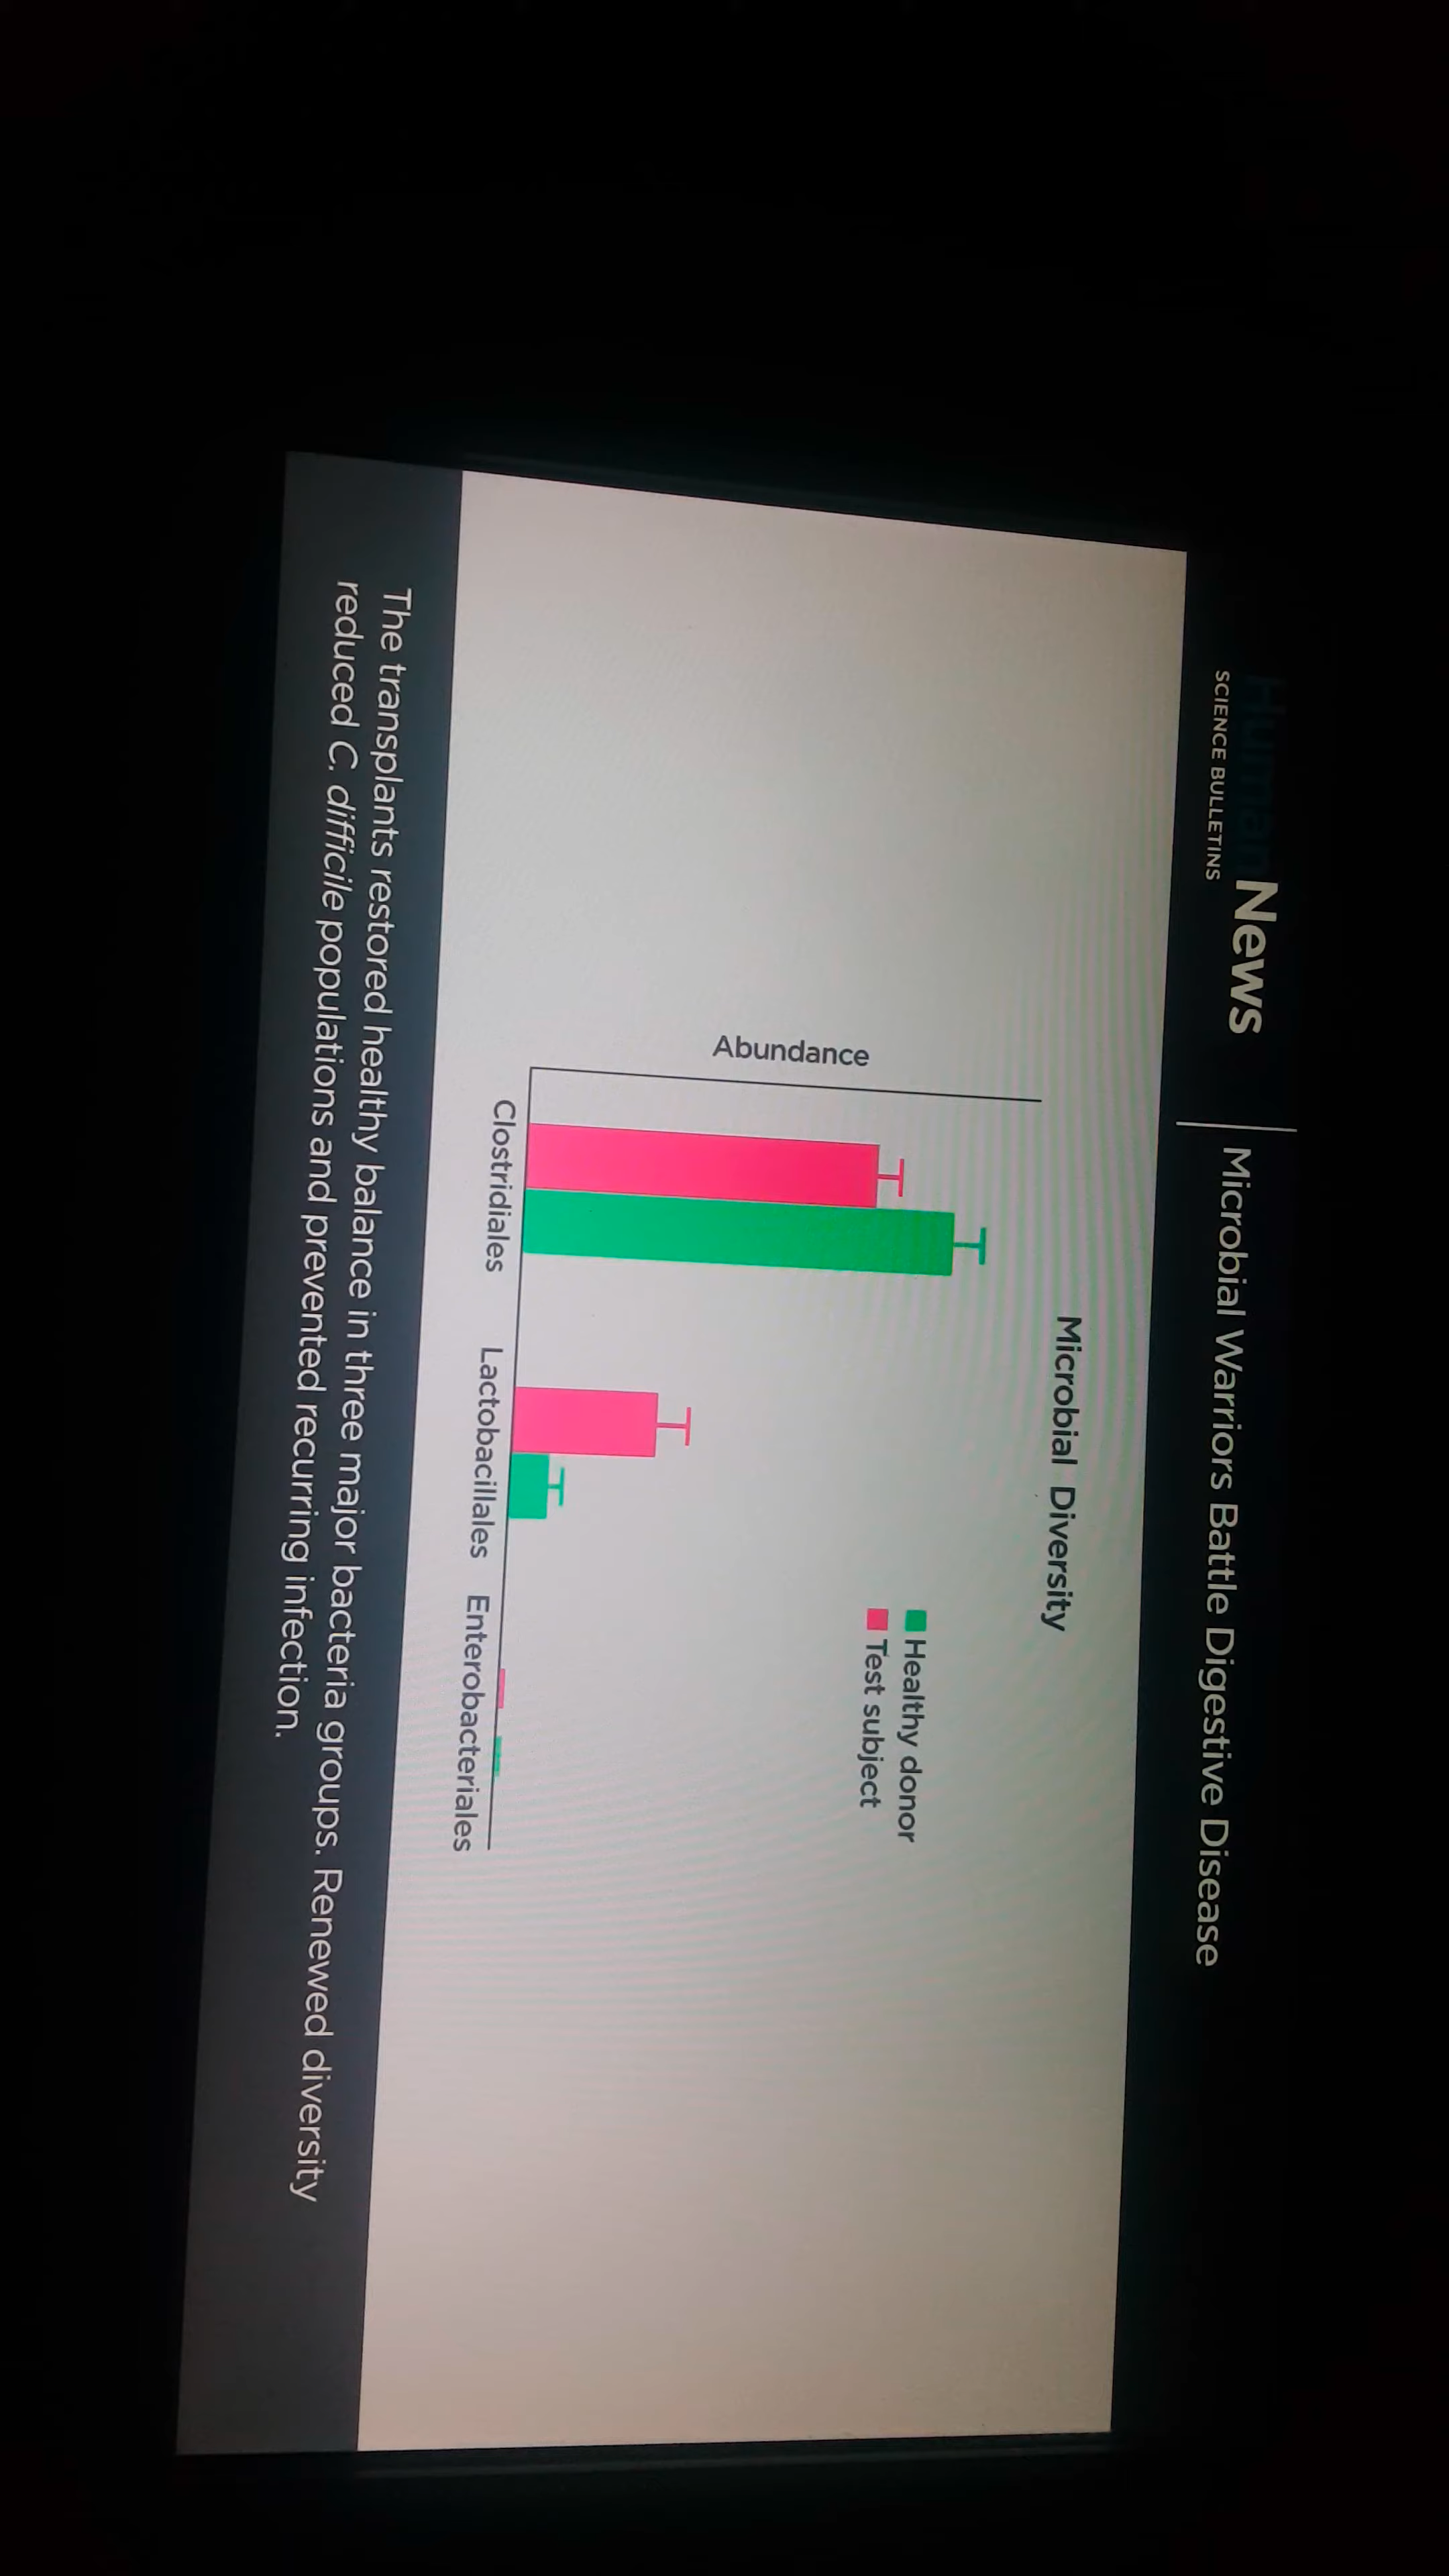 Human News
SCIENCE BULLETINS
Microbial Warriors Battle Digestive Disease
Microbial Diversity
Healthy donor
Test subject
Abundance
Clostridiales
Lactobacillales
Enterobacteriales
The transplants restored healthy balance in three major bacteria groups. Renewed diversity
reduced C. difficile populations and prevented recurring infection.